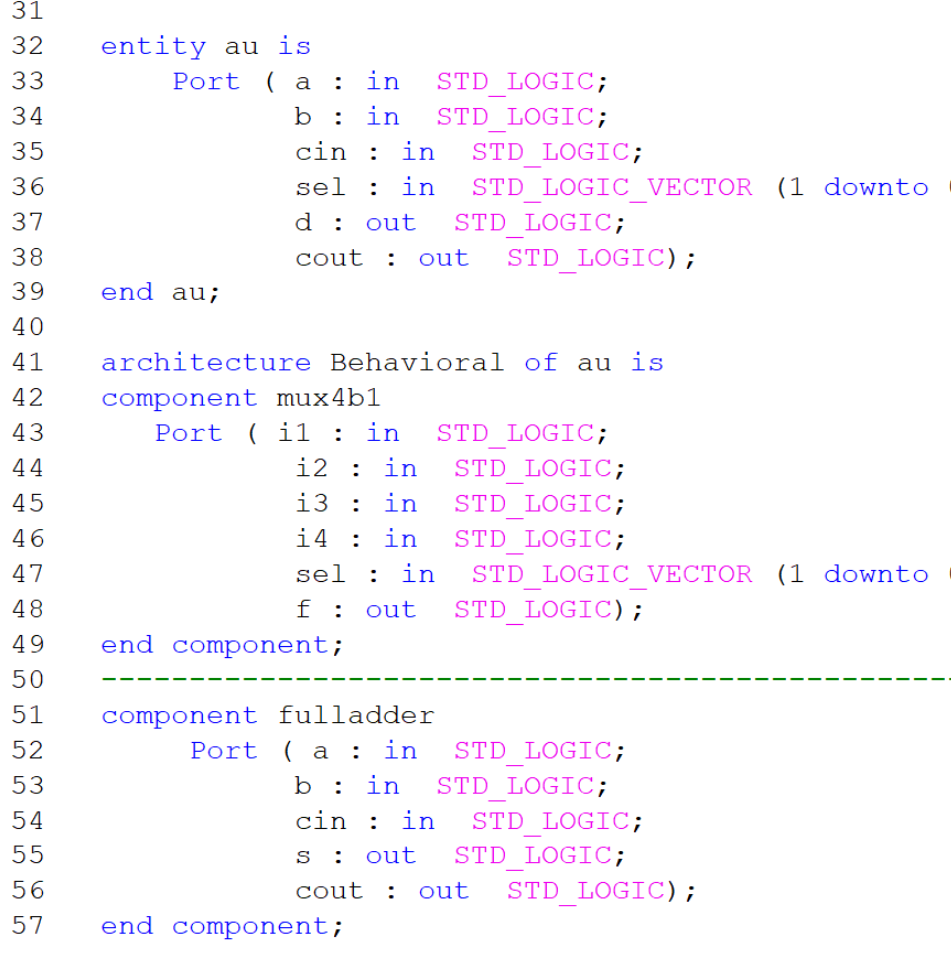 31
32 entity au is
33 Port ( a : in STD_LOGIC;
34 b : in STD_LOGIC;
35 cin : in STD_LOGIC;
36 sel : in STD_LOGIC_VECTOR (1 downto
37 d : out STD_LOGIC;
38 cout : out STD_LOGIC);
39 end au;
40
41 architecture Behavioral of au is
42 component mux4b1
43 Port ( i1 : in STD_LOGIC;
44 i2 : in STD_LOGIC;
45 i3 : in STD_LOGIC;
46 i4 : in STD_LOGIC;
47 sel : in STD_LOGIC_VECTOR (1 downto
48 f : out STD_LOGIC);
49 end component;
50 ------------------------------------------------
51 component fulladder
52 Port ( a : in STD_LOGIC;
53 b : in STD_LOGIC;
54 cin : in STD_LOGIC;
55 s : out STD_LOGIC;
56 cout : out STD_LOGIC);
57 end component;